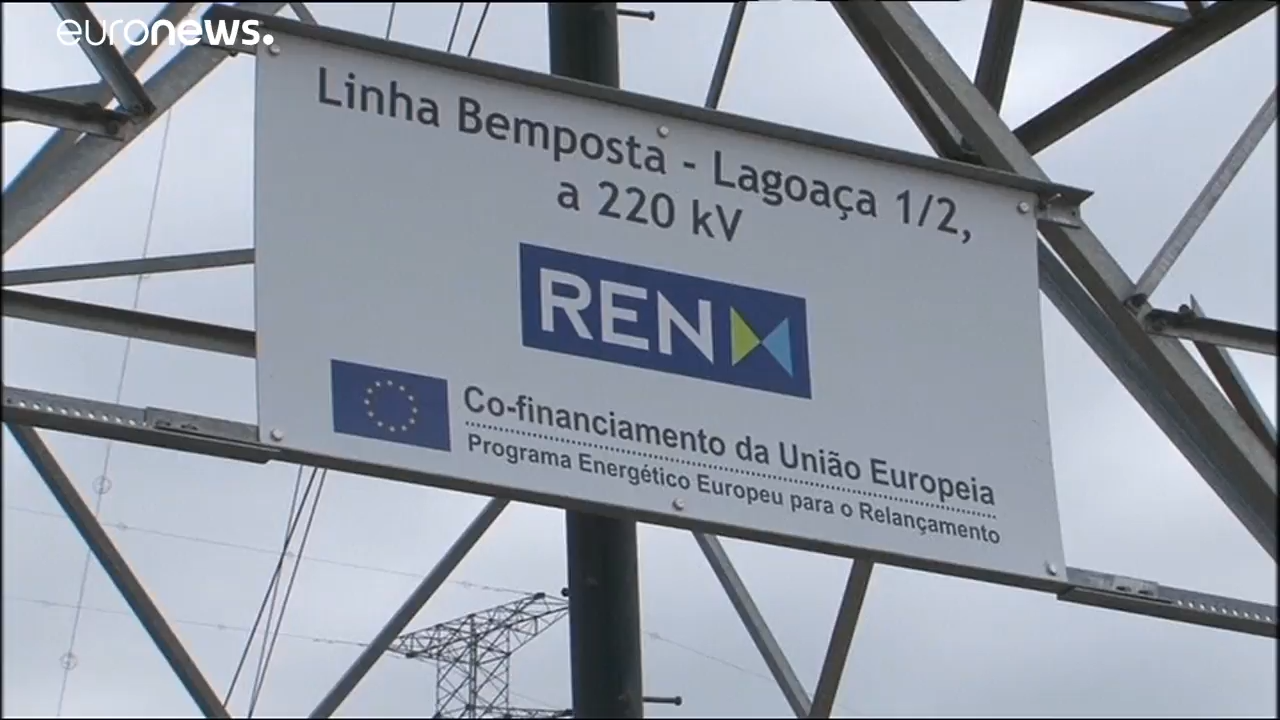 euronews.
Linha Bemposta - Lagoaça 1/2,
a 220 kV
REN
Co-financiamento da União Europeia
Programa Energético Europeu para o Relançamento